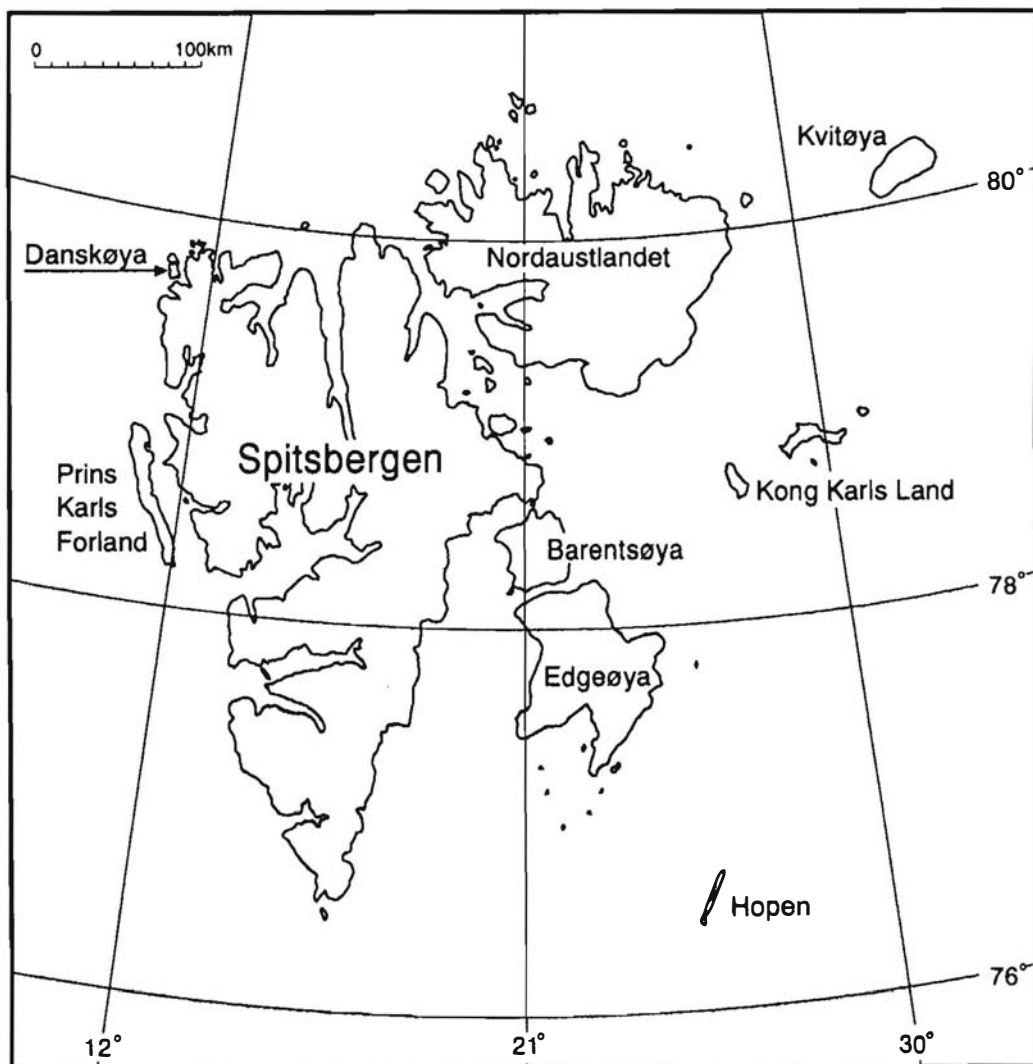 0 100km
Kvitøya
80°
Danskøya
Nordaustlandet
Spitsbergen
Prins
Karls
Forland
Kong Karls Land
Barentsøya
78°
Edgeøya
Hopen
76°
12° 21° 30°